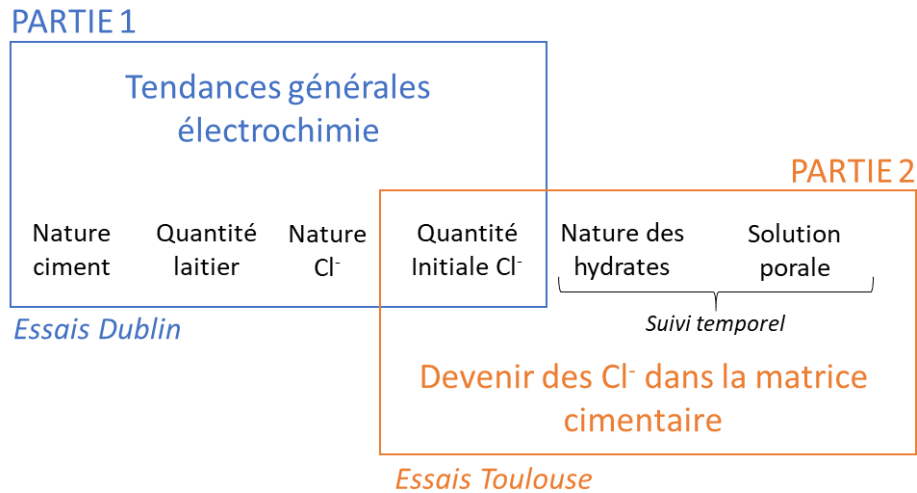 PARTIE 1
Tendances générales
électrochimie
PARTIE 2
Nature
ciment
Quantité
laitier
Nature
Cl⁻
Quantité
Initiale Cl⁻
Nature des
hydrates
Solution
porale
Essais Dublin
Suivi temporel
Devenir des Cl⁻ dans la matrice
cimentaire
Essais Toulouse